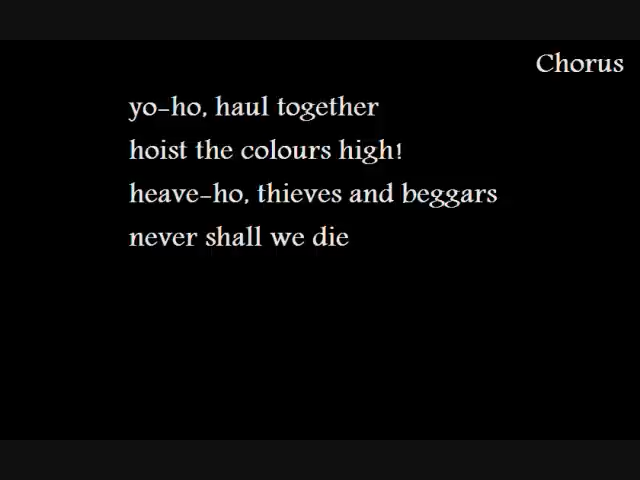 Chorus
yo-ho, haul together
hoist the colours high!
heave-ho, thieves and beggars
never shall we die